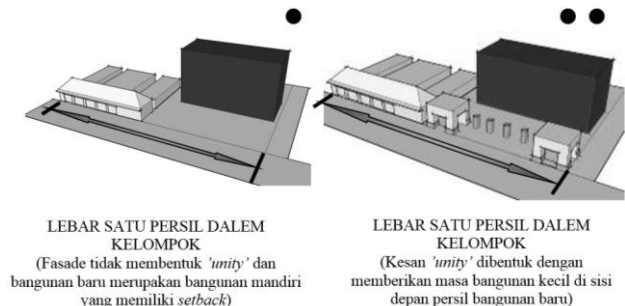 LEBAR SATU PERSIL DALEM
KELOMPOK
(Fasade tidak membentuk 'unity' dan
bangunan baru merupakan bangunan mandiri
yang memiliki setback)
LEBAR SATU PERSIL DALEM
KELOMPOK
(Kesan 'unity' dibentuk dengan
memberikan masa bangunan kecil di sisi
depan persil bangunan baru)